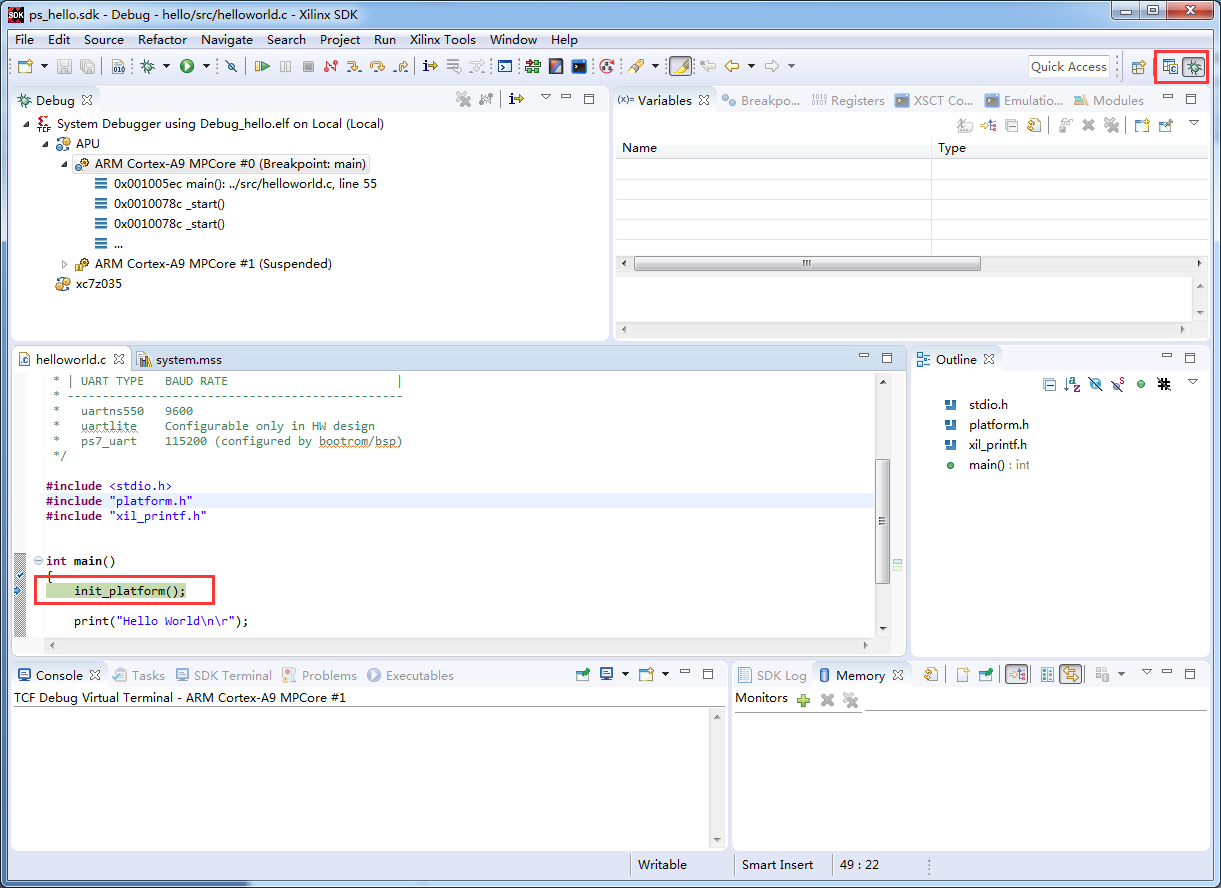 ps_hello.sdk - Debug - hello/src/helloworld.c - Xilinx SDK
File Edit Source Refactor Navigate Search Project Run Xilinx Tools Window Help
Quick Access
Debug
System Debugger using Debug_hello.elf on Local (Local)
APU
ARM Cortex-A9 MPCore #0 (Breakpoint: main)
0x001005ec main(): ../src/helloworld.c, line 55
0x0010078c _start()
0x0010078c _start()
...
ARM Cortex-A9 MPCore #1 (Suspended)
xc7z035
(x)= Variables Breakpo... Registers XSCT Co... Emulatio... Modules
Name Type
helloworld.c system.mss
* | UART TYPE BAUD RATE |
* ------------------------------------------------
* uartns550 9600
* uartlite Configurable only in HW design
* ps7_uart 115200 (configured by bootrom/bsp)
*/
#include <stdio.h>
#include "platform.h"
#include "xil_printf.h"
int main()
{
init_platform();
print("Hello World\n\r");
Outline
stdio.h
platform.h
xil_printf.h
main() : int
Console Tasks SDK Terminal Problems Executables
TCF Debug Virtual Terminal - ARM Cortex-A9 MPCore #1
SDK Log Memory
Monitors
Writable Smart Insert 49 : 22